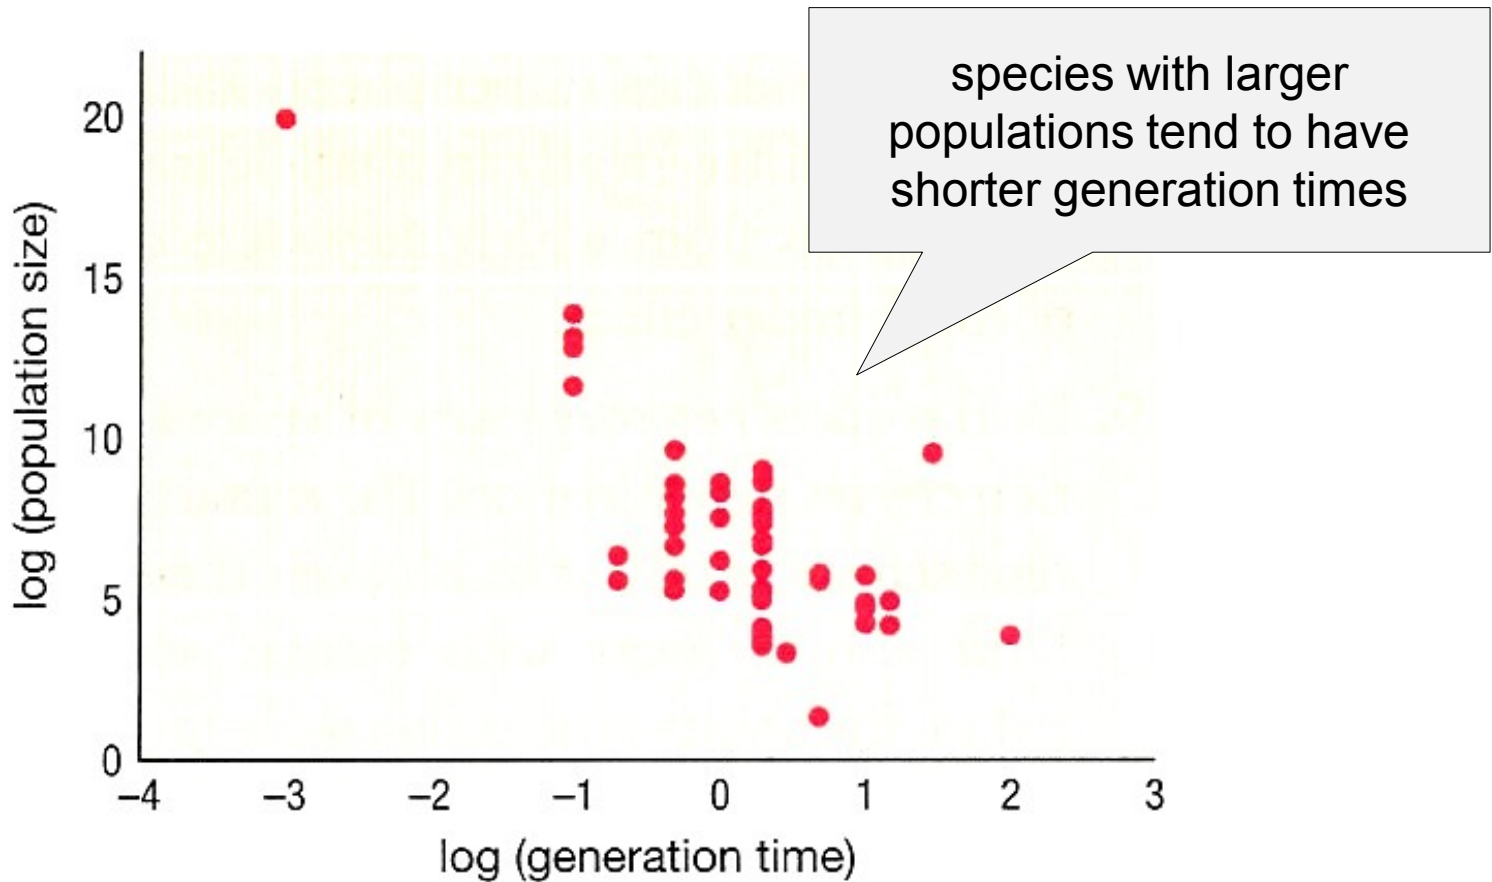 species with larger
populations tend to have
shorter generation times
log (population size)
20
15
10
5
0
–4 –3 –2 –1 0 1 2 3
log (generation time)